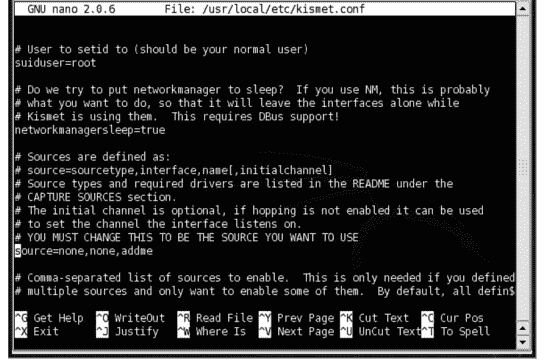 GNU nano 2.0.6 File: /usr/local/etc/kismet.conf
# User to setid to (should be your normal user)
suiduser=root
# Do we try to put networkmanager to sleep? If you use NM, this is probably
# what you want to do, so that it will leave the interfaces alone while
# Kismet is using them. This requires DBus support!
networkmanagersleep=true
# Sources are defined as:
# source=sourcetype,interface,name[,initialchannel]
# Source types and required drivers are listed in the README under the
# CAPTURE SOURCES section.
# The initial channel is optional, if hopping is not enabled it can be used
# to set the channel the interface listens on.
# YOU MUST CHANGE THIS TO BE THE SOURCE YOU WANT TO USE
source=none,none,addme
# Comma-separated list of sources to enable. This is only needed if you defined
# multiple sources and only want to enable some of them. By default, all defin$
^G Get Help ^O WriteOut ^R Read File ^Y Prev Page ^K Cut Text ^C Cur Pos
^X Exit ^J Justify ^W Where Is ^V Next Page ^U UnCut Text ^T To Spell